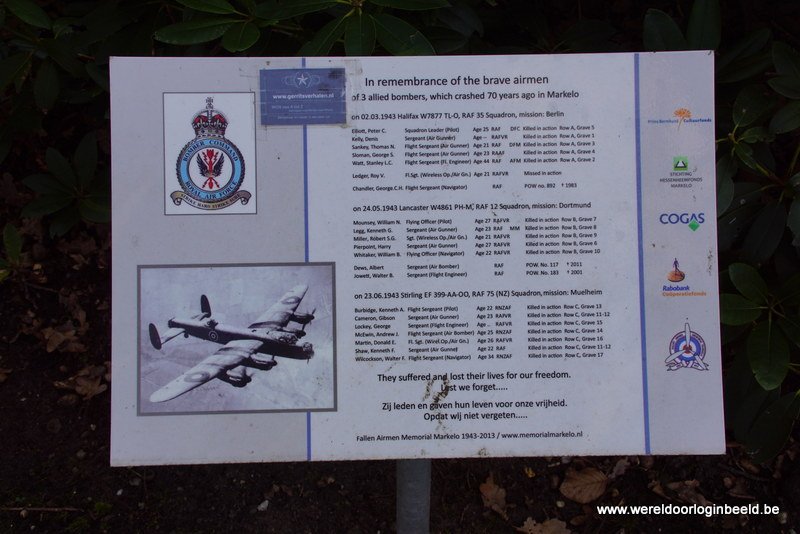 In remembrance of the brave airmen
of 3 allied bombers, which crashed 70 years ago in Markelo
www.gerritsverhalen.nl
BOMBER COMMAND
ROYAL AIR FORCE
STRIKE HARD STRIKE SURE
on 02.03.1943 Halifax W7877 TL-O, RAF 35 Squadron, mission: Berlin
Elliott, Peter C. Squadron Leader (Pilot) Age 25 RAF DFC Killed in action Row A, Grave 5
Kelly, Denis Sergeant (Air Gunner) Age -- RAFVR Killed in action Row A, Grave 1
Sankey, Thomas N. Flight Sergeant (Air Gunner) Age 21 RAF DFM Killed in action Row A, Grave 3
Sloman, George S. Flight Sergeant (Air Gunner) Age 23 RAAF Killed in action Row A, Grave 4
Watt, Stanley L.C. Flight Sergeant (Fl. Engineer) Age 44 RAF AFM Killed in action Row A, Grave 2
Ledger, Roy V. Fl.Sgt. (Wireless Op./Air Gn.) Age 21 RAFVR Missed in action
Chandler, George.C.H. Flight Sergeant (Navigator) RAF POW no. 892 † 1983
on 24.05.1943 Lancaster W4861 PH-M, RAF 12 Squadron, mission: Dortmund
Mounsey, William N. Flying Officer (Pilot) Age 27 RAFVR Killed in action Row B, Grave 7
Legg, Kenneth G. Sergeant (Air Gunner) Age 23 RAF MM Killed in action Row B, Grave 8
Miller, Robert S.G. Sgt. (Wireless Op./Air Gn.) Age 21 RAFVR Killed in action Row B, Grave 9
Pierpoint, Harry Sergeant (Air Gunner) Age 27 RAFVR Killed in action Row B, Grave 6
Whitaker, William B. Flying Officer (Navigator) Age 22 RAFVR Killed in action Row B, Grave 10
Dews, Albert Sergeant (Air Bomber) RAF POW. No. 117 † 2011
Jowett, Walter B. Sergeant (Flight Engineer) RAF POW. No. 183 † 2001
on 23.06.1943 Stirling EF 399-AA-OO, RAF 75 (NZ) Squadron, mission: Muelheim
Burbidge, Kenneth A. Flight Sergeant (Pilot) Age 22 RNZAF Killed in action Row C, Grave 13
Cameron, Gibson Sergeant (Air Gunner) Age 23 RAFVR Killed in action Row C, Grave 11-12
Lockey, George Sergeant (Flight Engineer) Age .. RAFVR Killed in action Row C, Grave 15
McEwin, Andrew J. Flight Sergeant (Air Bomber) Age 25 RNZAF Killed in action Row C, Grave 14
Martin, Donald E. Fl. Sgt. (Wirel.Op./Air Gn.) Age 26 RAFVR Killed in action Row C, Grave 16
Shaw, Kenneth F. Sergeant (Air Gunner) Age 22 RAF Killed in action Row C, Grave 11-12
Wilcockson, Walter F. Flight Sergeant (Navigator) Age 34 RNZAF Killed in action Row C, Grave 17
They suffered and lost their lives for our freedom.
Lest we forget.....
Zij leden en gaven hun leven voor onze vrijheid.
Opdat wij niet vergeten.....
Fallen Airmen Memorial Markelo 1943-2013 / www.memorialmarkelo.nl
Prins Bernhard Cultuurfonds
STICHTING
HESSENHEEMFONDS
MARKELO
COGAS
Rabobank
Coöperatiefonds
www.wereldoorloginbeeld.be